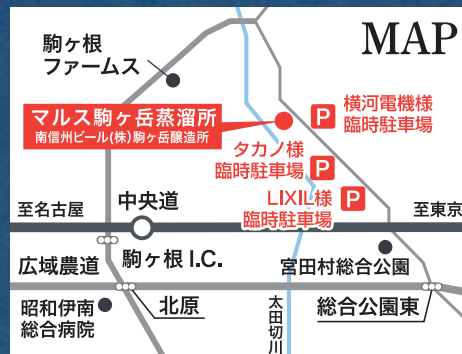 MAP
駒ヶ根
ファームス
マルス駒ヶ岳蒸溜所
南信州ビール(株)駒ヶ岳醸造所
P
横河電機様
臨時駐車場
タカノ様
臨時駐車場
P
LIXIL様
臨時駐車場
P
至名古屋
中央道
至東京
駒ヶ根 I.C.
宮田村総合公園
広域農道
北原
総合公園東
昭和伊南
総合病院
太田切川